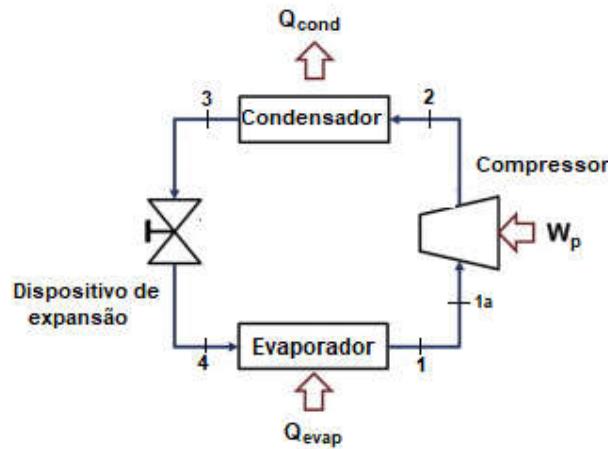 Qcond
3
2
Condensador
Compressor
Wp
Dispositivo de
expansão
1a
4
Evaporador
1
Qevap